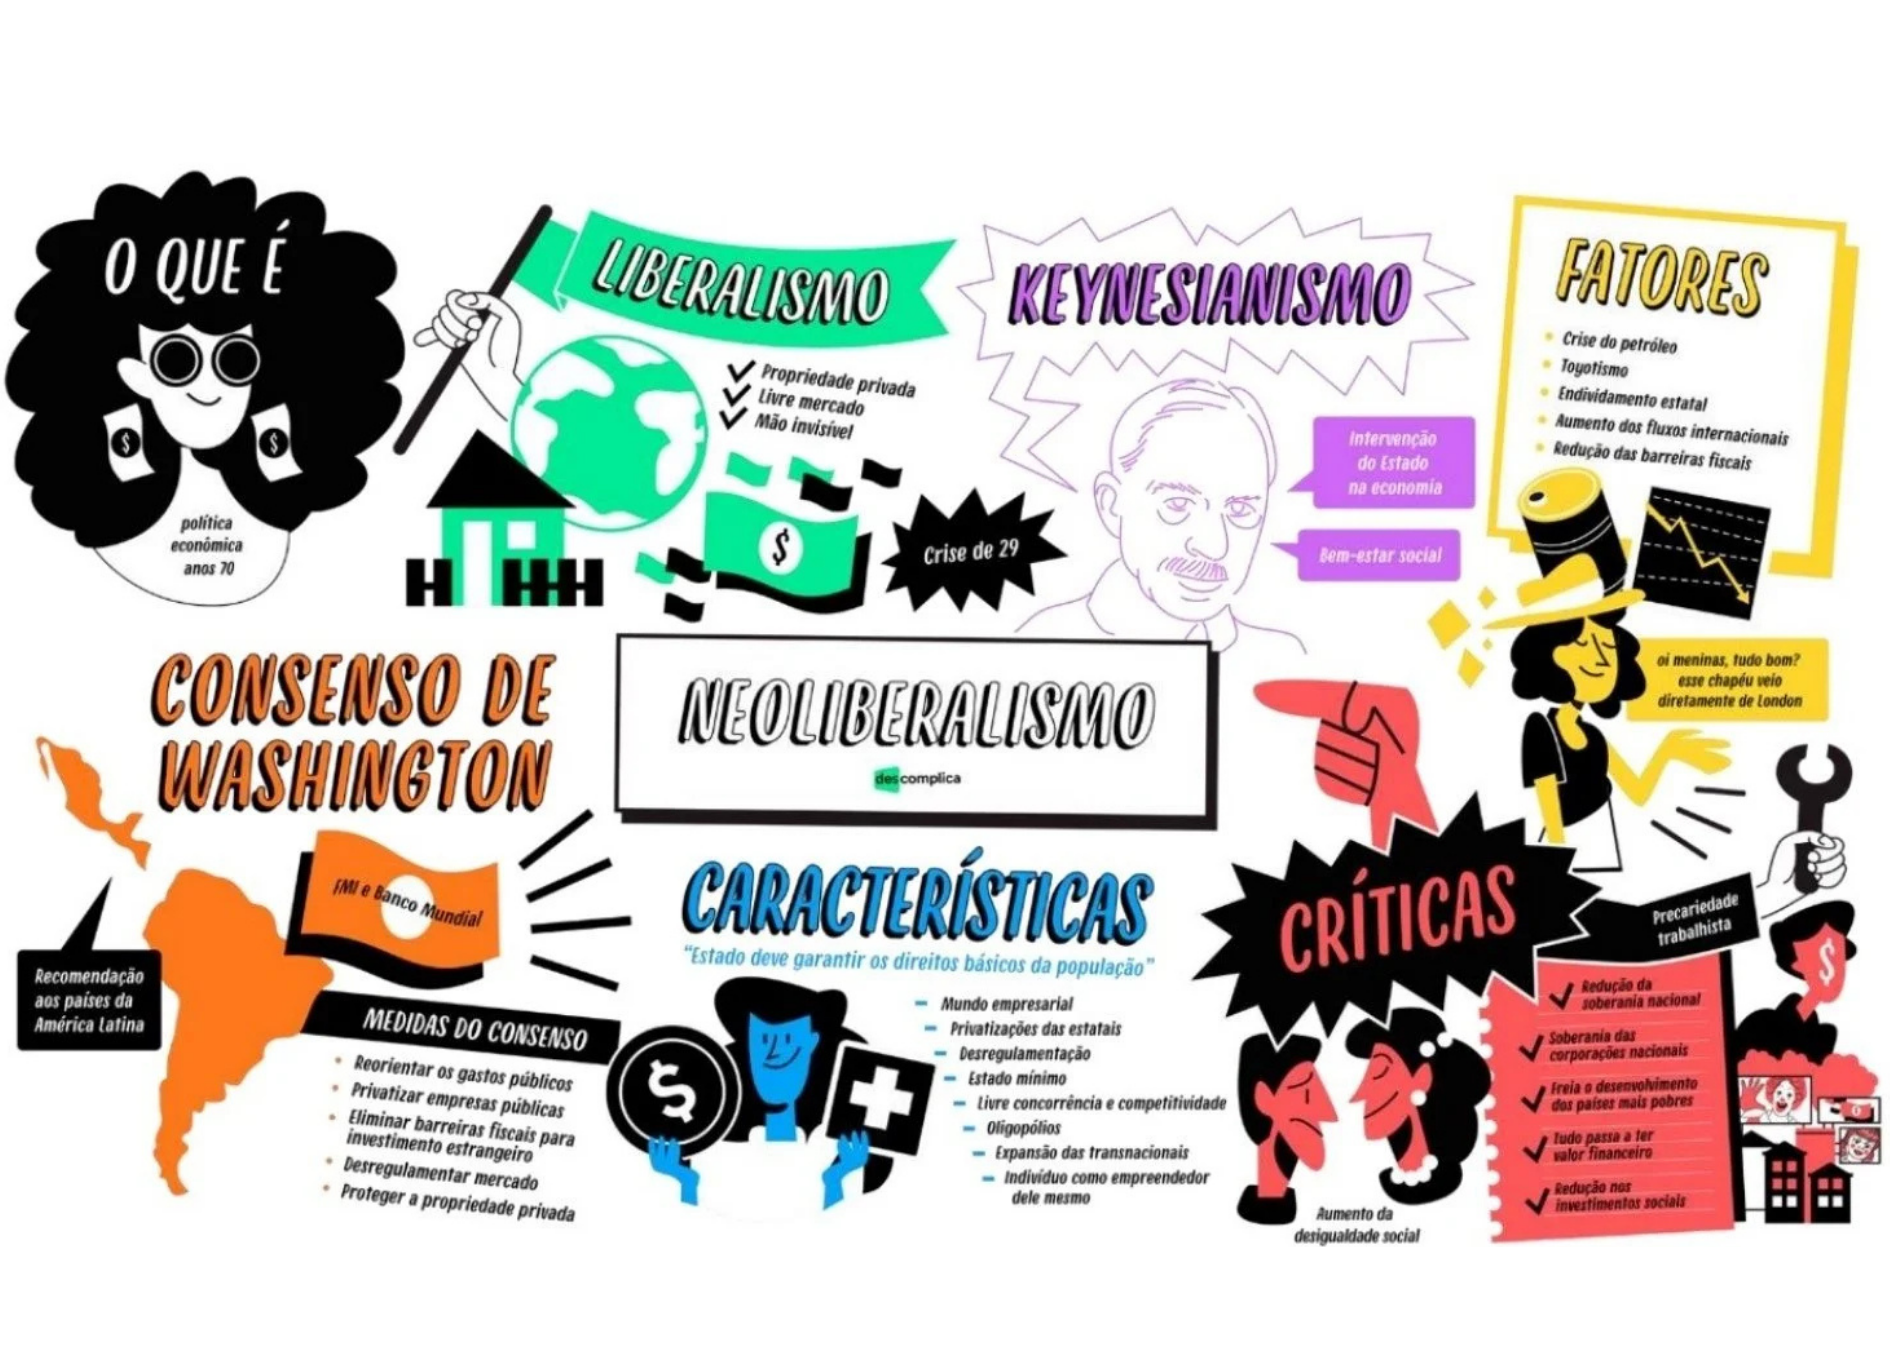 O QUE É
$
$
política
econômica
anos 70
LIBERALISMO
Propriedade privada
Livre mercado
Mão invisível
$
Crise de 29
KEYNESIANISMO
Intervenção
do Estado
na economia
Bem-estar social
FATORES
Crise do petróleo
Toyotismo
Endividamento estatal
Aumento dos fluxos internacionais
Redução das barreiras fiscais
oi meninas, tudo bom?
esse chapéu veio
diretamente de London
NEOLIBERALISMO
descomplica
CONSENSO DE
WASHINGTON
FMI e Banco Mundial
Recomendação
aos países da
América Latina
MEDIDAS DO CONSENSO
Reorientar os gastos públicos
Privatizar empresas públicas
Eliminar barreiras fiscais para
investimento estrangeiro
Desregulamentar mercado
Proteger a propriedade privada
CARACTERÍSTICAS
"Estado deve garantir os direitos básicos da população"
$
Mundo empresarial
Privatizações das estatais
Desregulamentação
Estado mínimo
Livre concorrência e competitividade
Oligopólios
Expansão das transnacionais
Indivíduo como empreendedor
dele mesmo
CRÍTICAS
Precariedade
trabalhista
$
Redução da
soberania nacional
Soberania das
corporações nacionais
Freia o desenvolvimento
dos países mais pobres
Tudo passa a ter
valor financeiro
Redução nos
investimentos sociais
Aumento da
desigualdade social